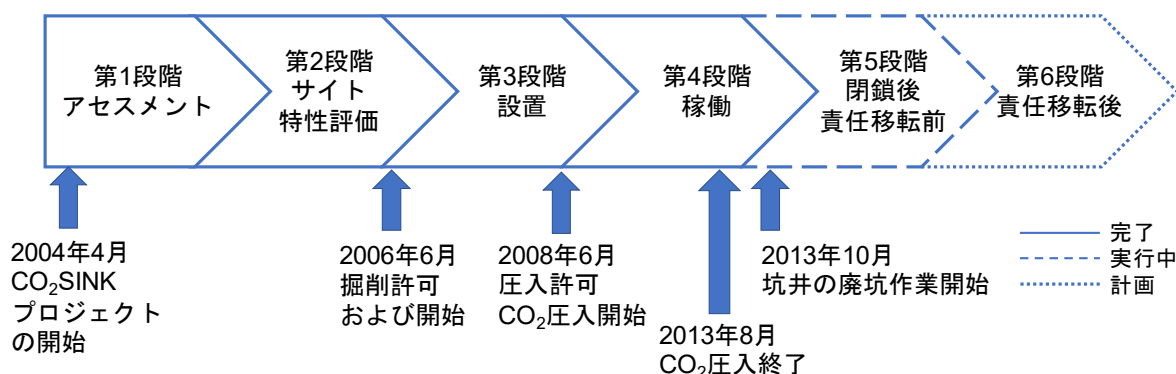 第1段階
アセスメント
第2段階
サイト
特性評価
第3段階
設置
第4段階
稼働
第5段階
閉鎖後
責任移転前
第6段階
責任移転後
2004年4月
CO₂SINK
プロジェクト
の開始
2006年6月
掘削許可
および開始
2008年6月
圧入許可
CO₂圧入開始
2013年8月
CO₂圧入終了
2013年10月
坑井の廃坑作業開始
完了
実行中
計画